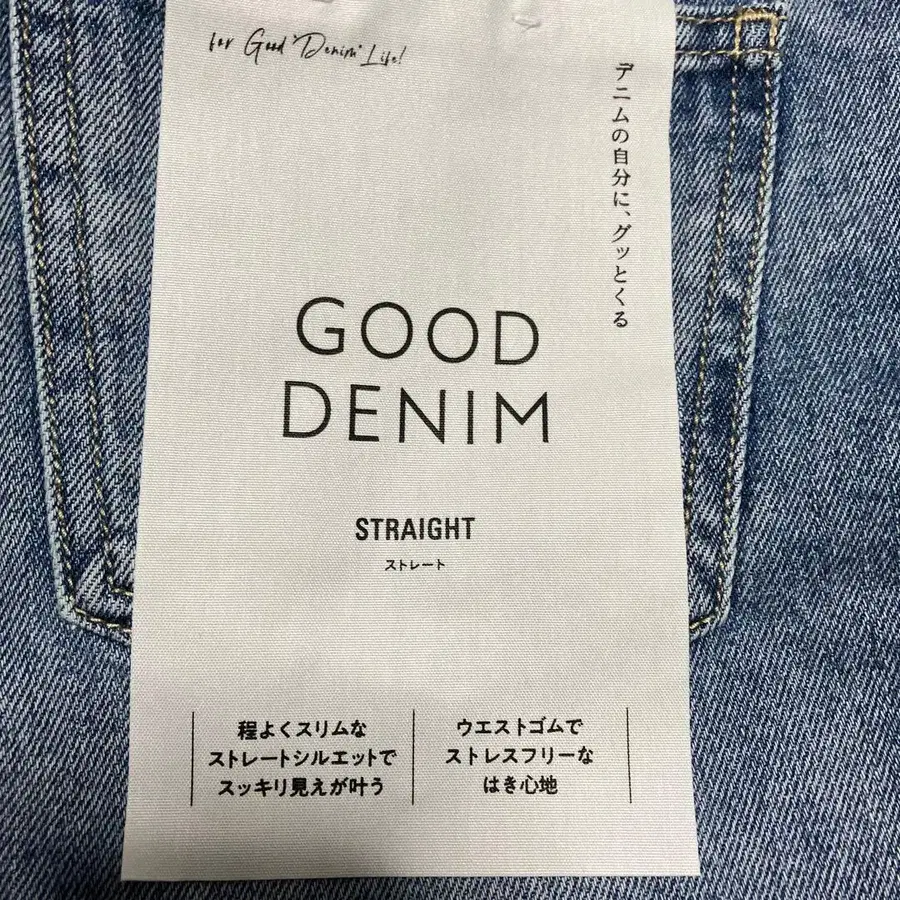 for Good "Denim" Life!
デニムの自分に、グッとくる
GOOD
DENIM
STRAIGHT
ストレート
程よくスリムな
ストレートシルエットで
スッキリ見えが叶う
ウエストゴムで
ストレスフリーな
はき心地